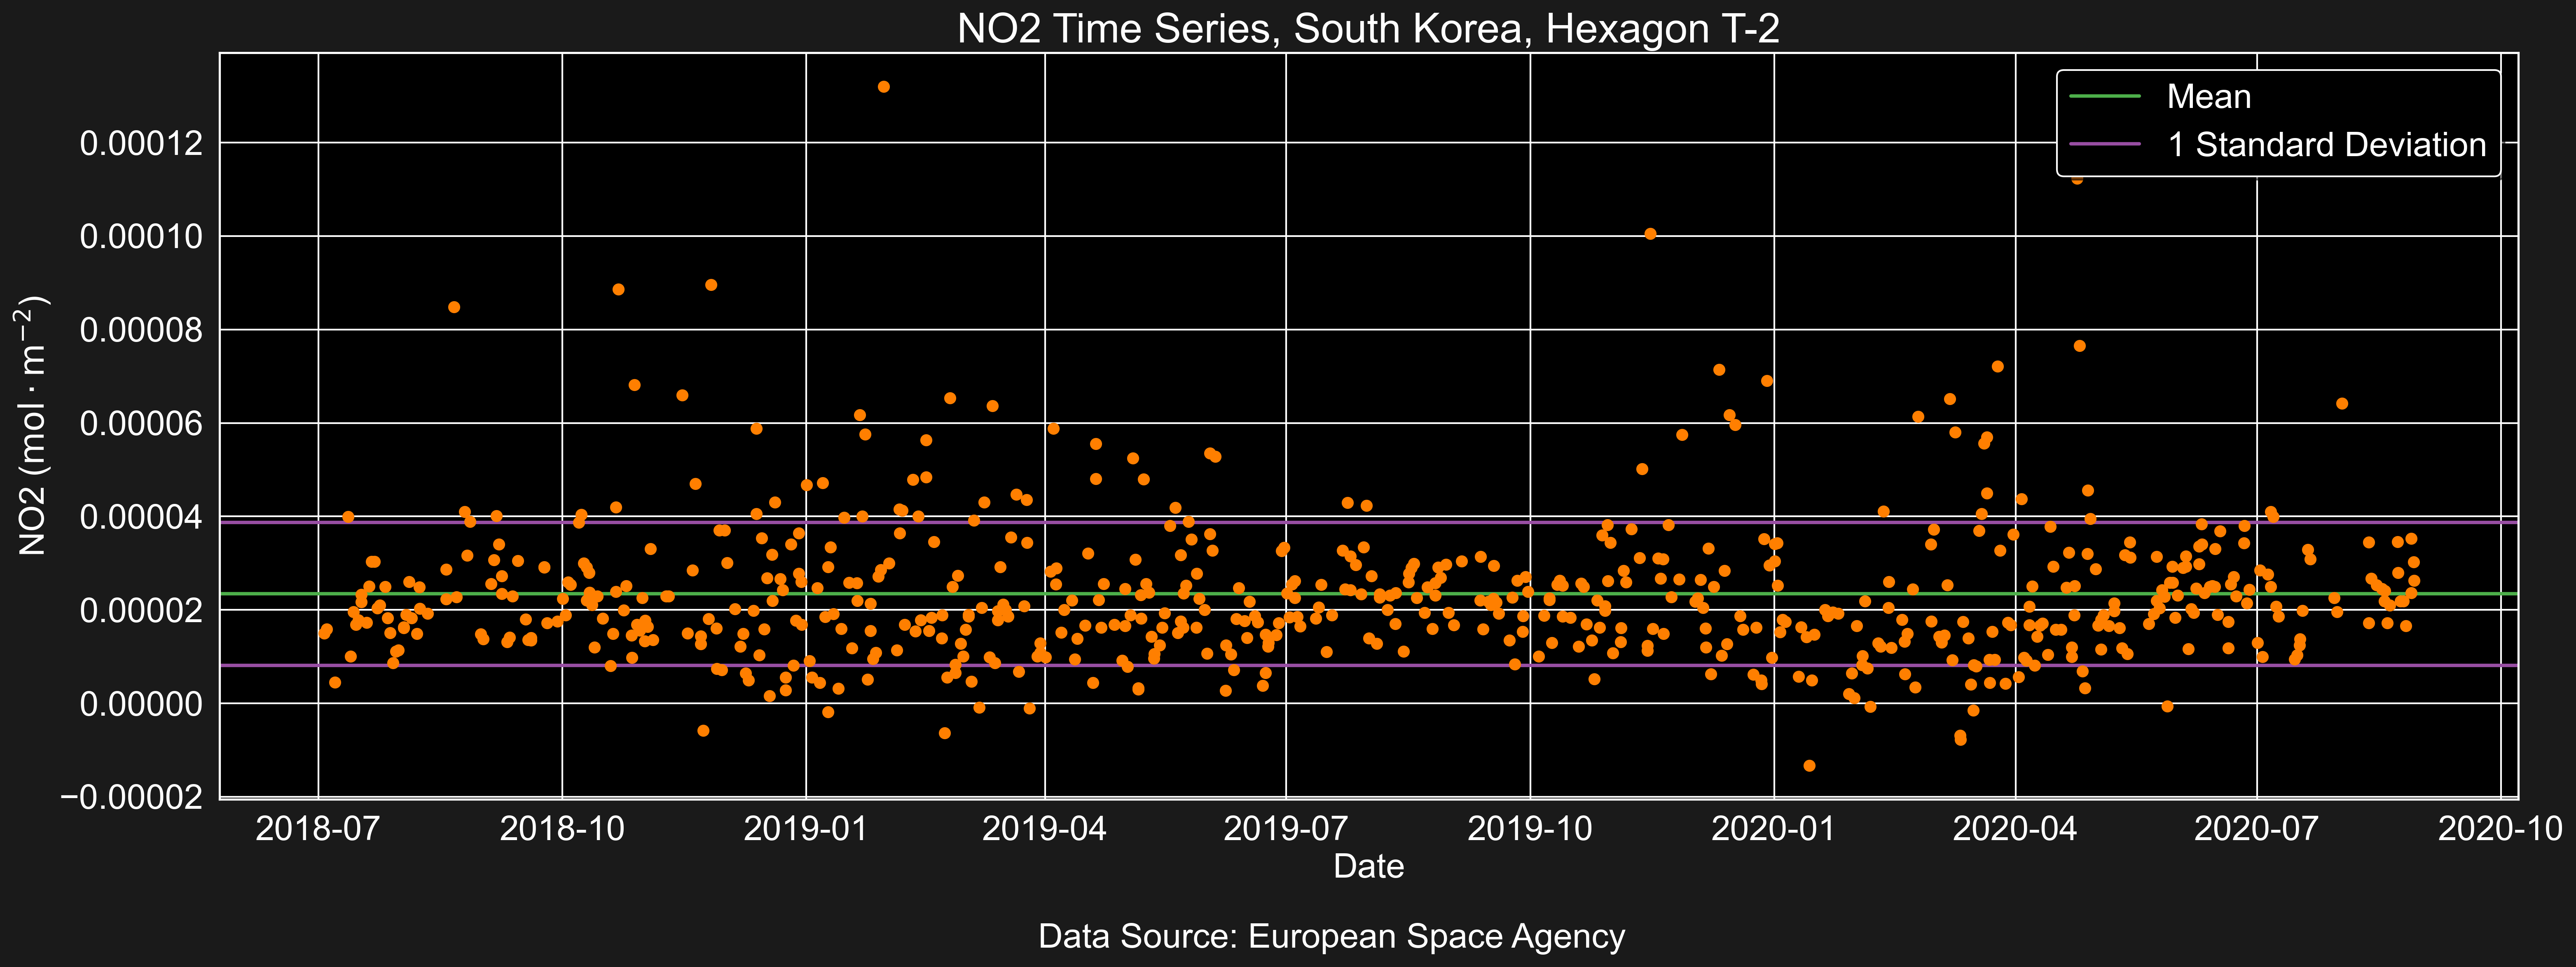 NO2 Time Series, South Korea, Hexagon T-2
Mean
1 Standard Deviation
0.00012
0.00010
0.00008
0.00006
0.00004
0.00002
0.00000
−0.00002
NO2 (mol · m⁻²)
2018-07 2018-10 2019-01 2019-04 2019-07 2019-10 2020-01 2020-04 2020-07 2020-10
Date
Data Source: European Space Agency